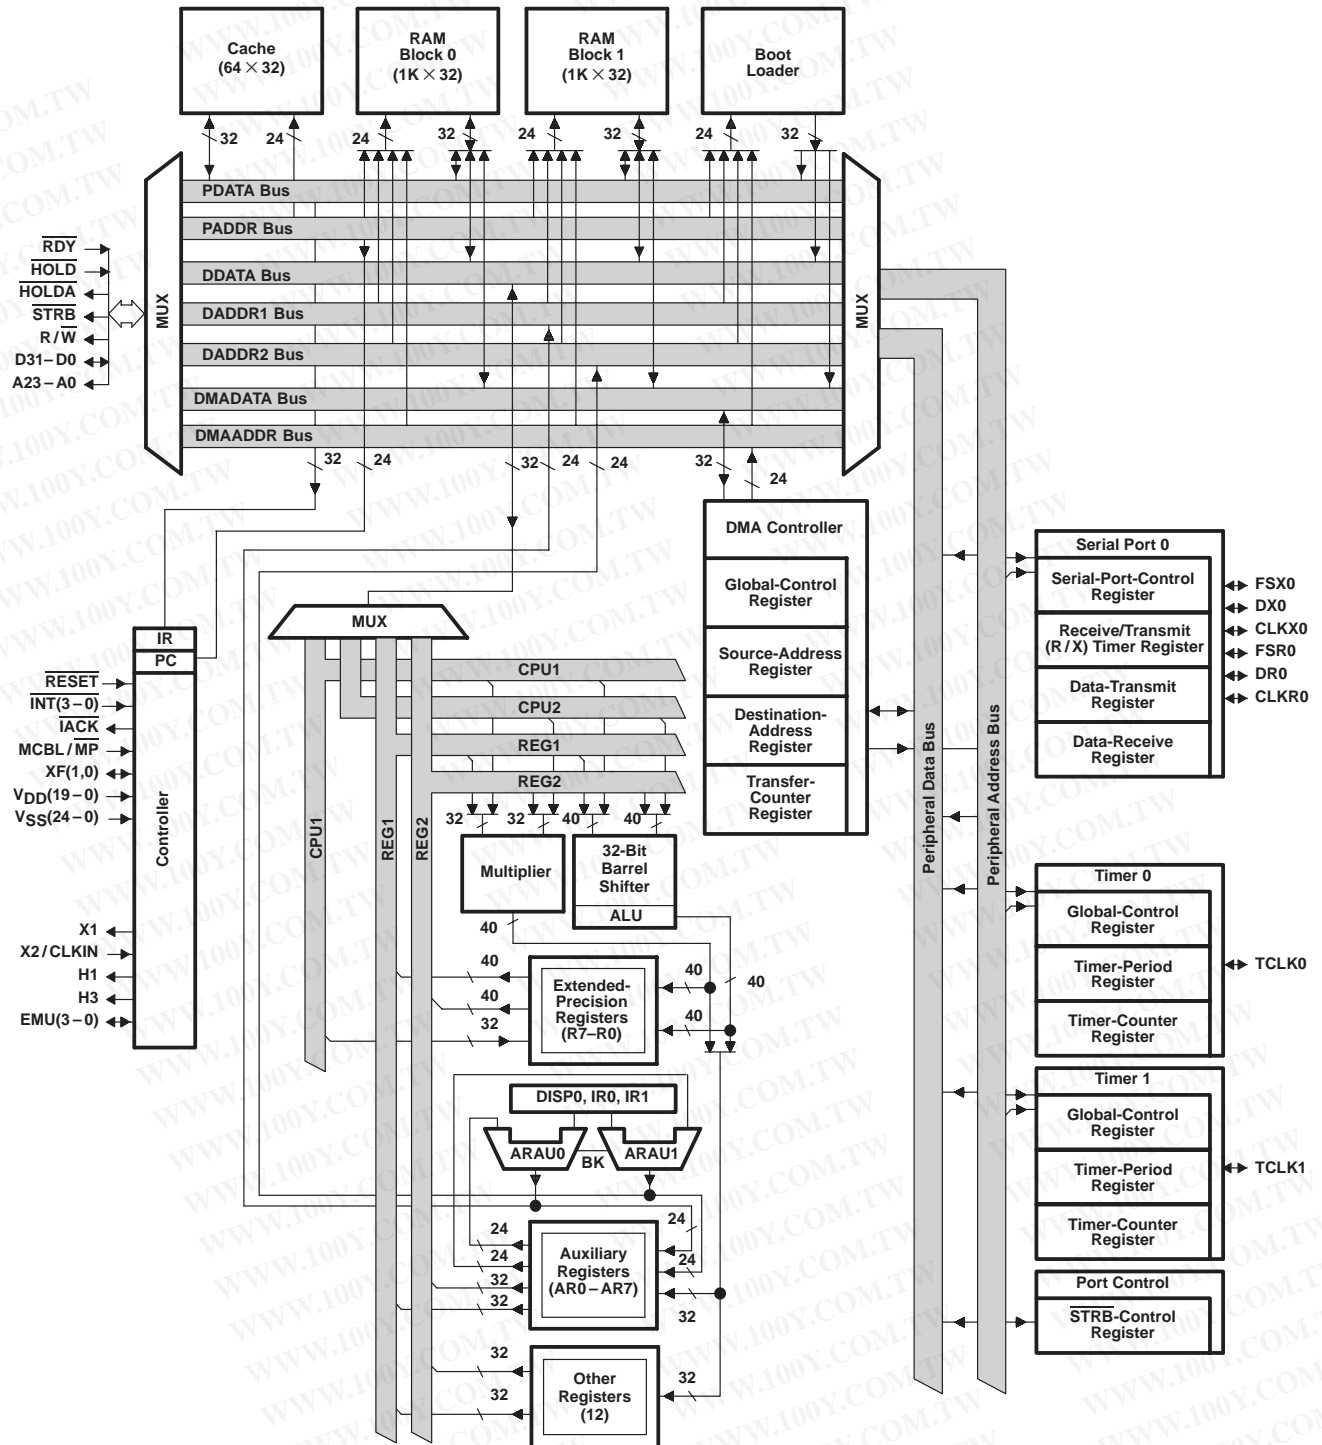 Cache
(64 × 32)
RAM
Block 0
(1K × 32)
RAM
Block 1
(1K × 32)
Boot
Loader
32
24
24
32
24
32
24
32
PDATA Bus
PADDR Bus
DDATA Bus
DADDR1 Bus
DADDR2 Bus
DMADATA Bus
DMAADDR Bus
MUX
MUX
RDY
HOLD
HOLDA
STRB
R/W
D31–D0
A23–A0
32
24
32
24
24
32
24
DMA Controller
Global-Control
Register
Source-Address
Register
Destination-
Address
Register
Transfer-
Counter
Register
Peripheral Data Bus
Peripheral Address Bus
Serial Port 0
Serial-Port-Control
Register
Receive/Transmit
(R/X) Timer Register
Data-Transmit
Register
Data-Receive
Register
FSX0
DX0
CLKX0
FSR0
DR0
CLKR0
Timer 0
Global-Control
Register
Timer-Period
Register
Timer-Counter
Register
TCLK0
Timer 1
Global-Control
Register
Timer-Period
Register
Timer-Counter
Register
TCLK1
Port Control
STRB-Control
Register
IR
PC
Controller
RESET
INT(3–0)
IACK
MCBL/MP
XF(1,0)
VDD(19–0)
VSS(24–0)
X1
X2/CLKIN
H1
H3
EMU(3–0)
MUX
CPU1
CPU2
REG1
REG2
CPU1
REG1
REG2
32
32
40
40
Multiplier
32-Bit
Barrel
Shifter
ALU
40
40
40
32
Extended-
Precision
Registers
(R7–R0)
40
40
40
DISP0, IR0, IR1
ARAU0
BK
ARAU1
24
24
32
32
Auxiliary
Registers
(AR0–AR7)
24
24
32
32
32
Other
Registers
(12)
32
WWW.100Y.COM.TW